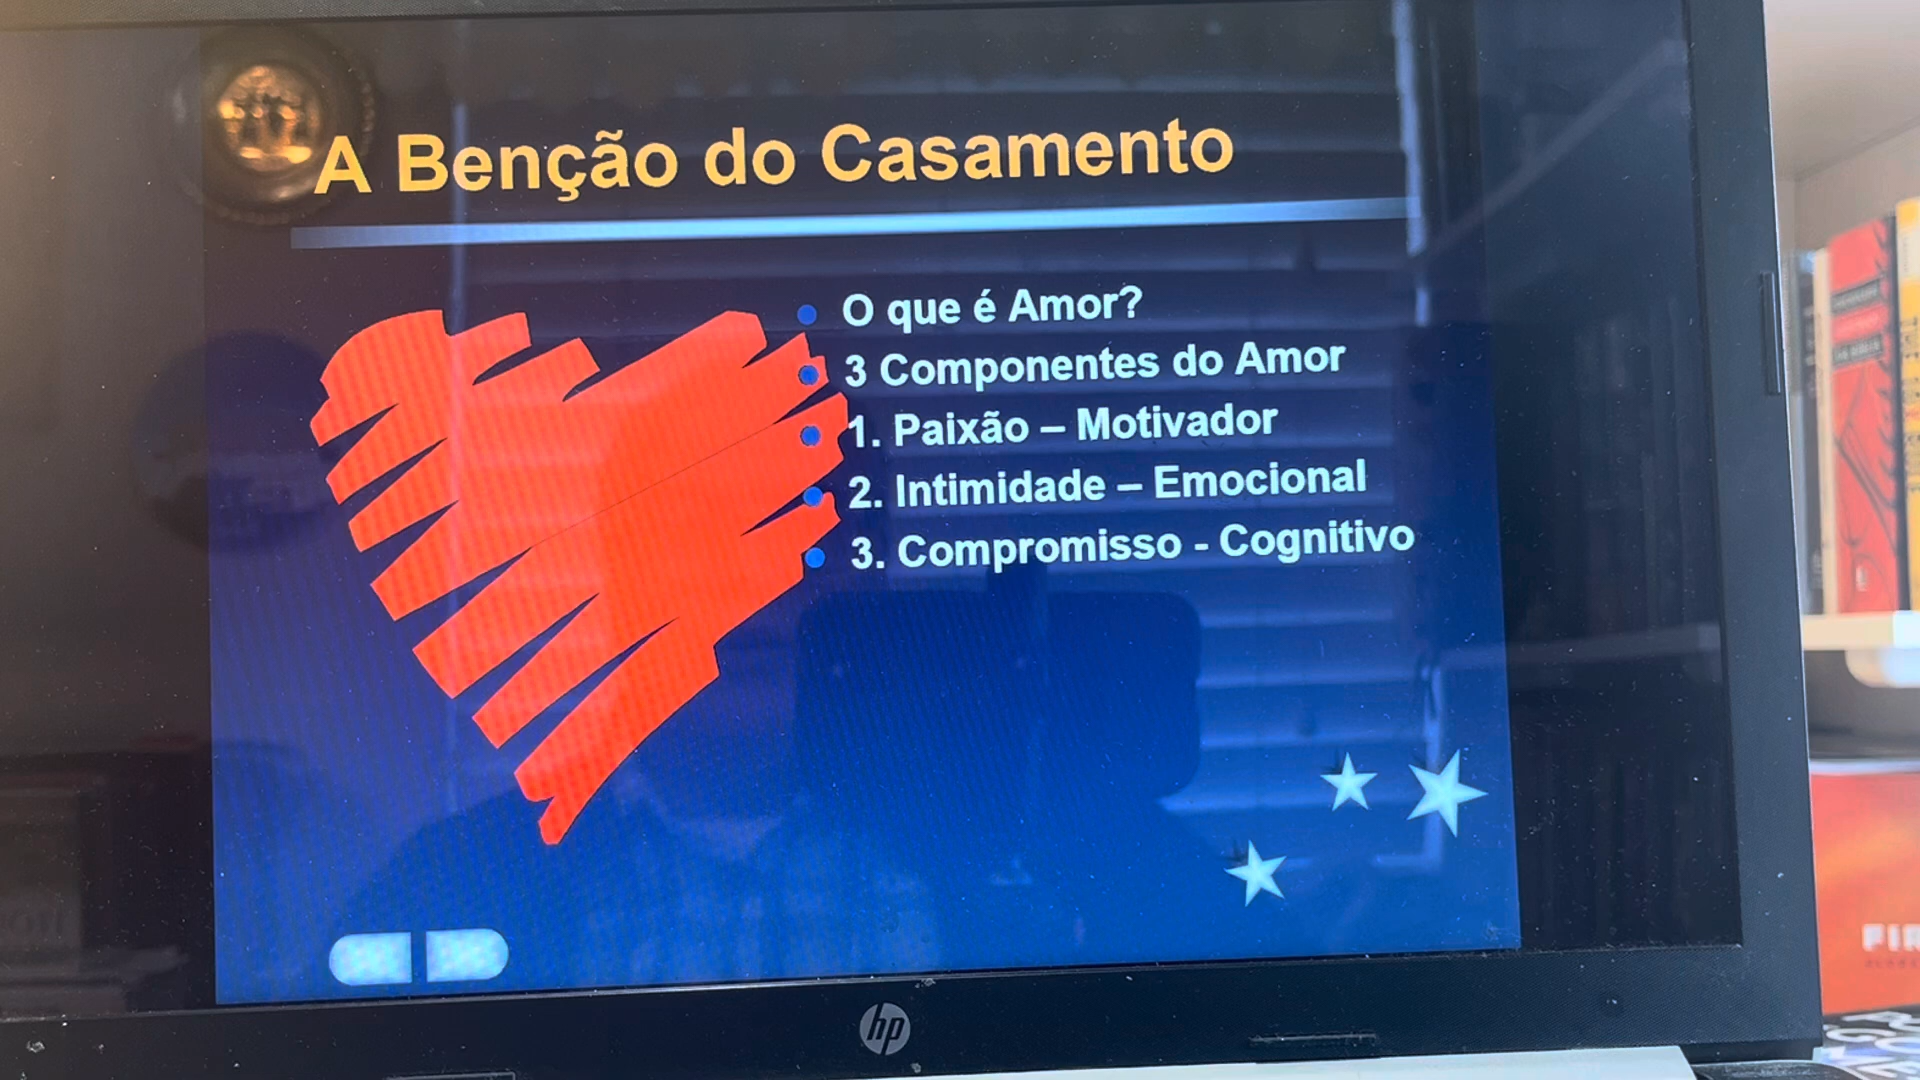 A Benção do Casamento
O que é Amor?
3 Componentes do Amor
1. Paixão – Motivador
2. Intimidade – Emocional
3. Compromisso - Cognitivo
hp